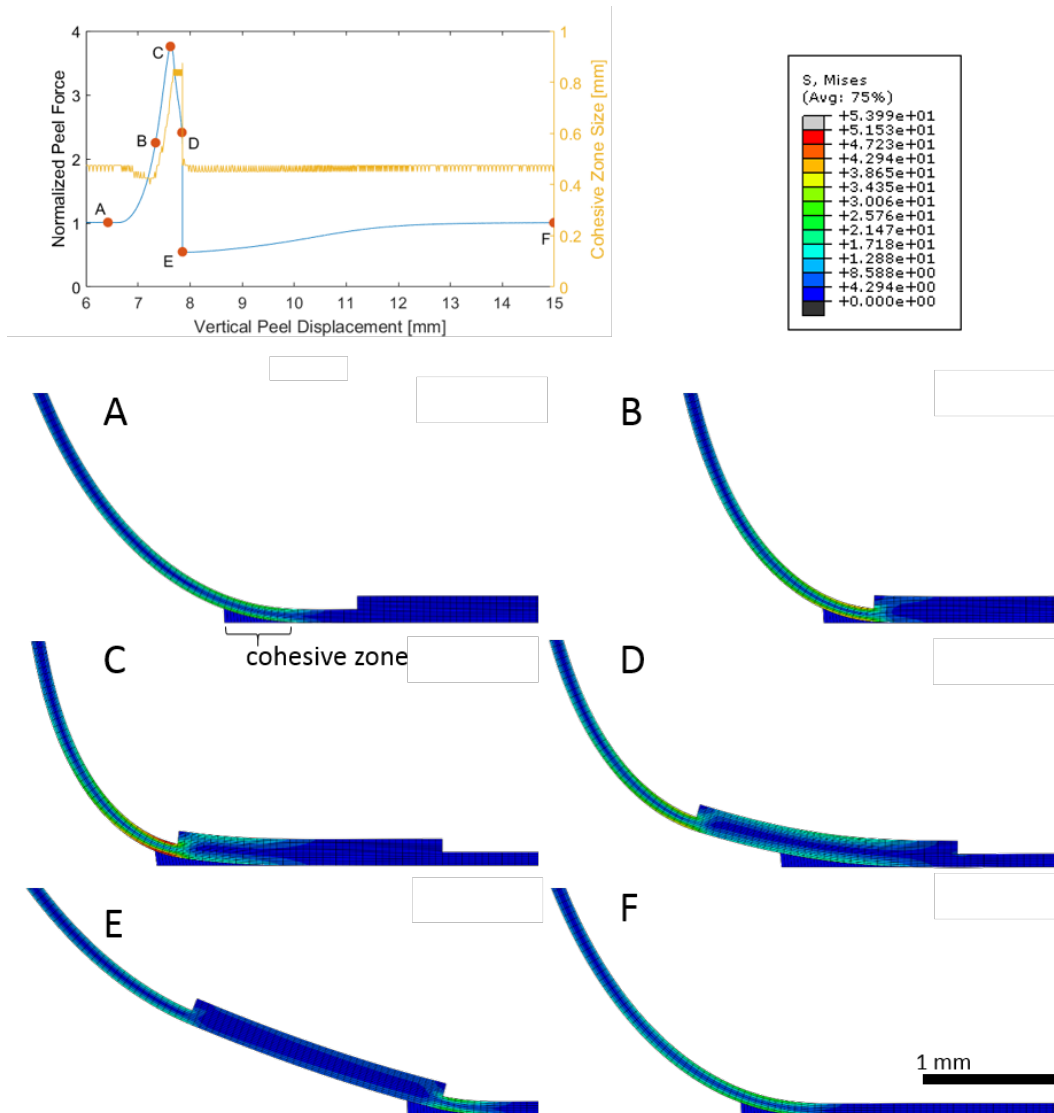 4
3
2
1
0
Normalized Peel Force
A
B
C
D
E
F
1
0.8
0.6
0.4
0.2
0
Cohesive Zone Size [mm]
6 7 8 9 10 11 12 13 14 15
Vertical Peel Displacement [mm]
S, Mises
(Avg: 75%)
+5.399e+01
+5.153e+01
+4.723e+01
+4.294e+01
+3.865e+01
+3.435e+01
+3.006e+01
+2.576e+01
+2.147e+01
+1.718e+01
+1.288e+01
+8.588e+00
+4.294e+00
+0.000e+00
A
B
cohesive zone
C
D
E
F
1 mm